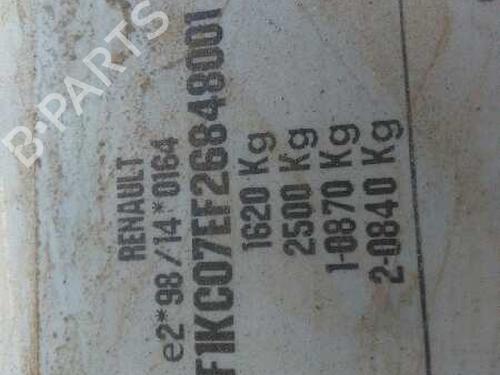 RENAULT
e2*98/14*0164
F1KC07EF26848001
1620 Kg
2500 Kg
1-0870 Kg
2-0840 Kg
B-PARTS